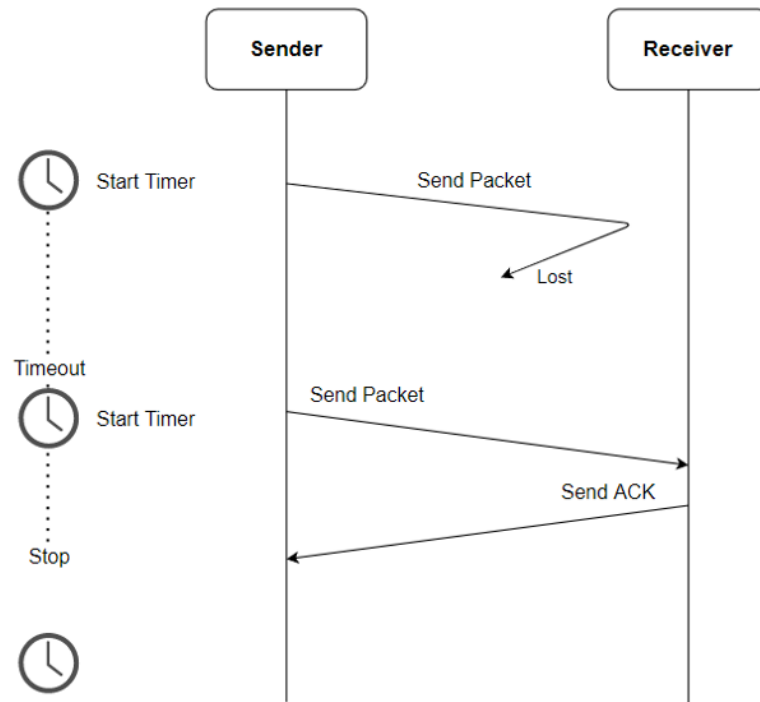 Sender
Receiver
Start Timer
Send Packet
Lost
Timeout
Start Timer
Send Packet
Send ACK
Stop